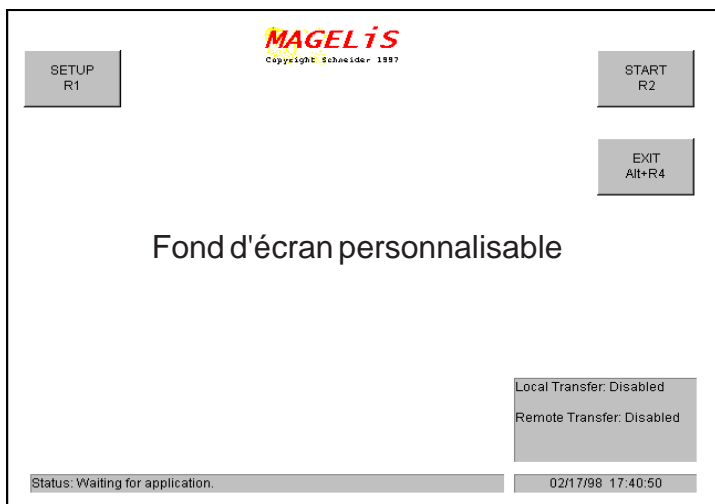 MAGELiS
Copyright Schneider 1997
SETUP
R1
START
R2
EXIT
Alt+R4
Fond d'écran personnalisable
Local Transfer: Disabled
Remote Transfer: Disabled
Status: Waiting for application.
02/17/98 17:40:50